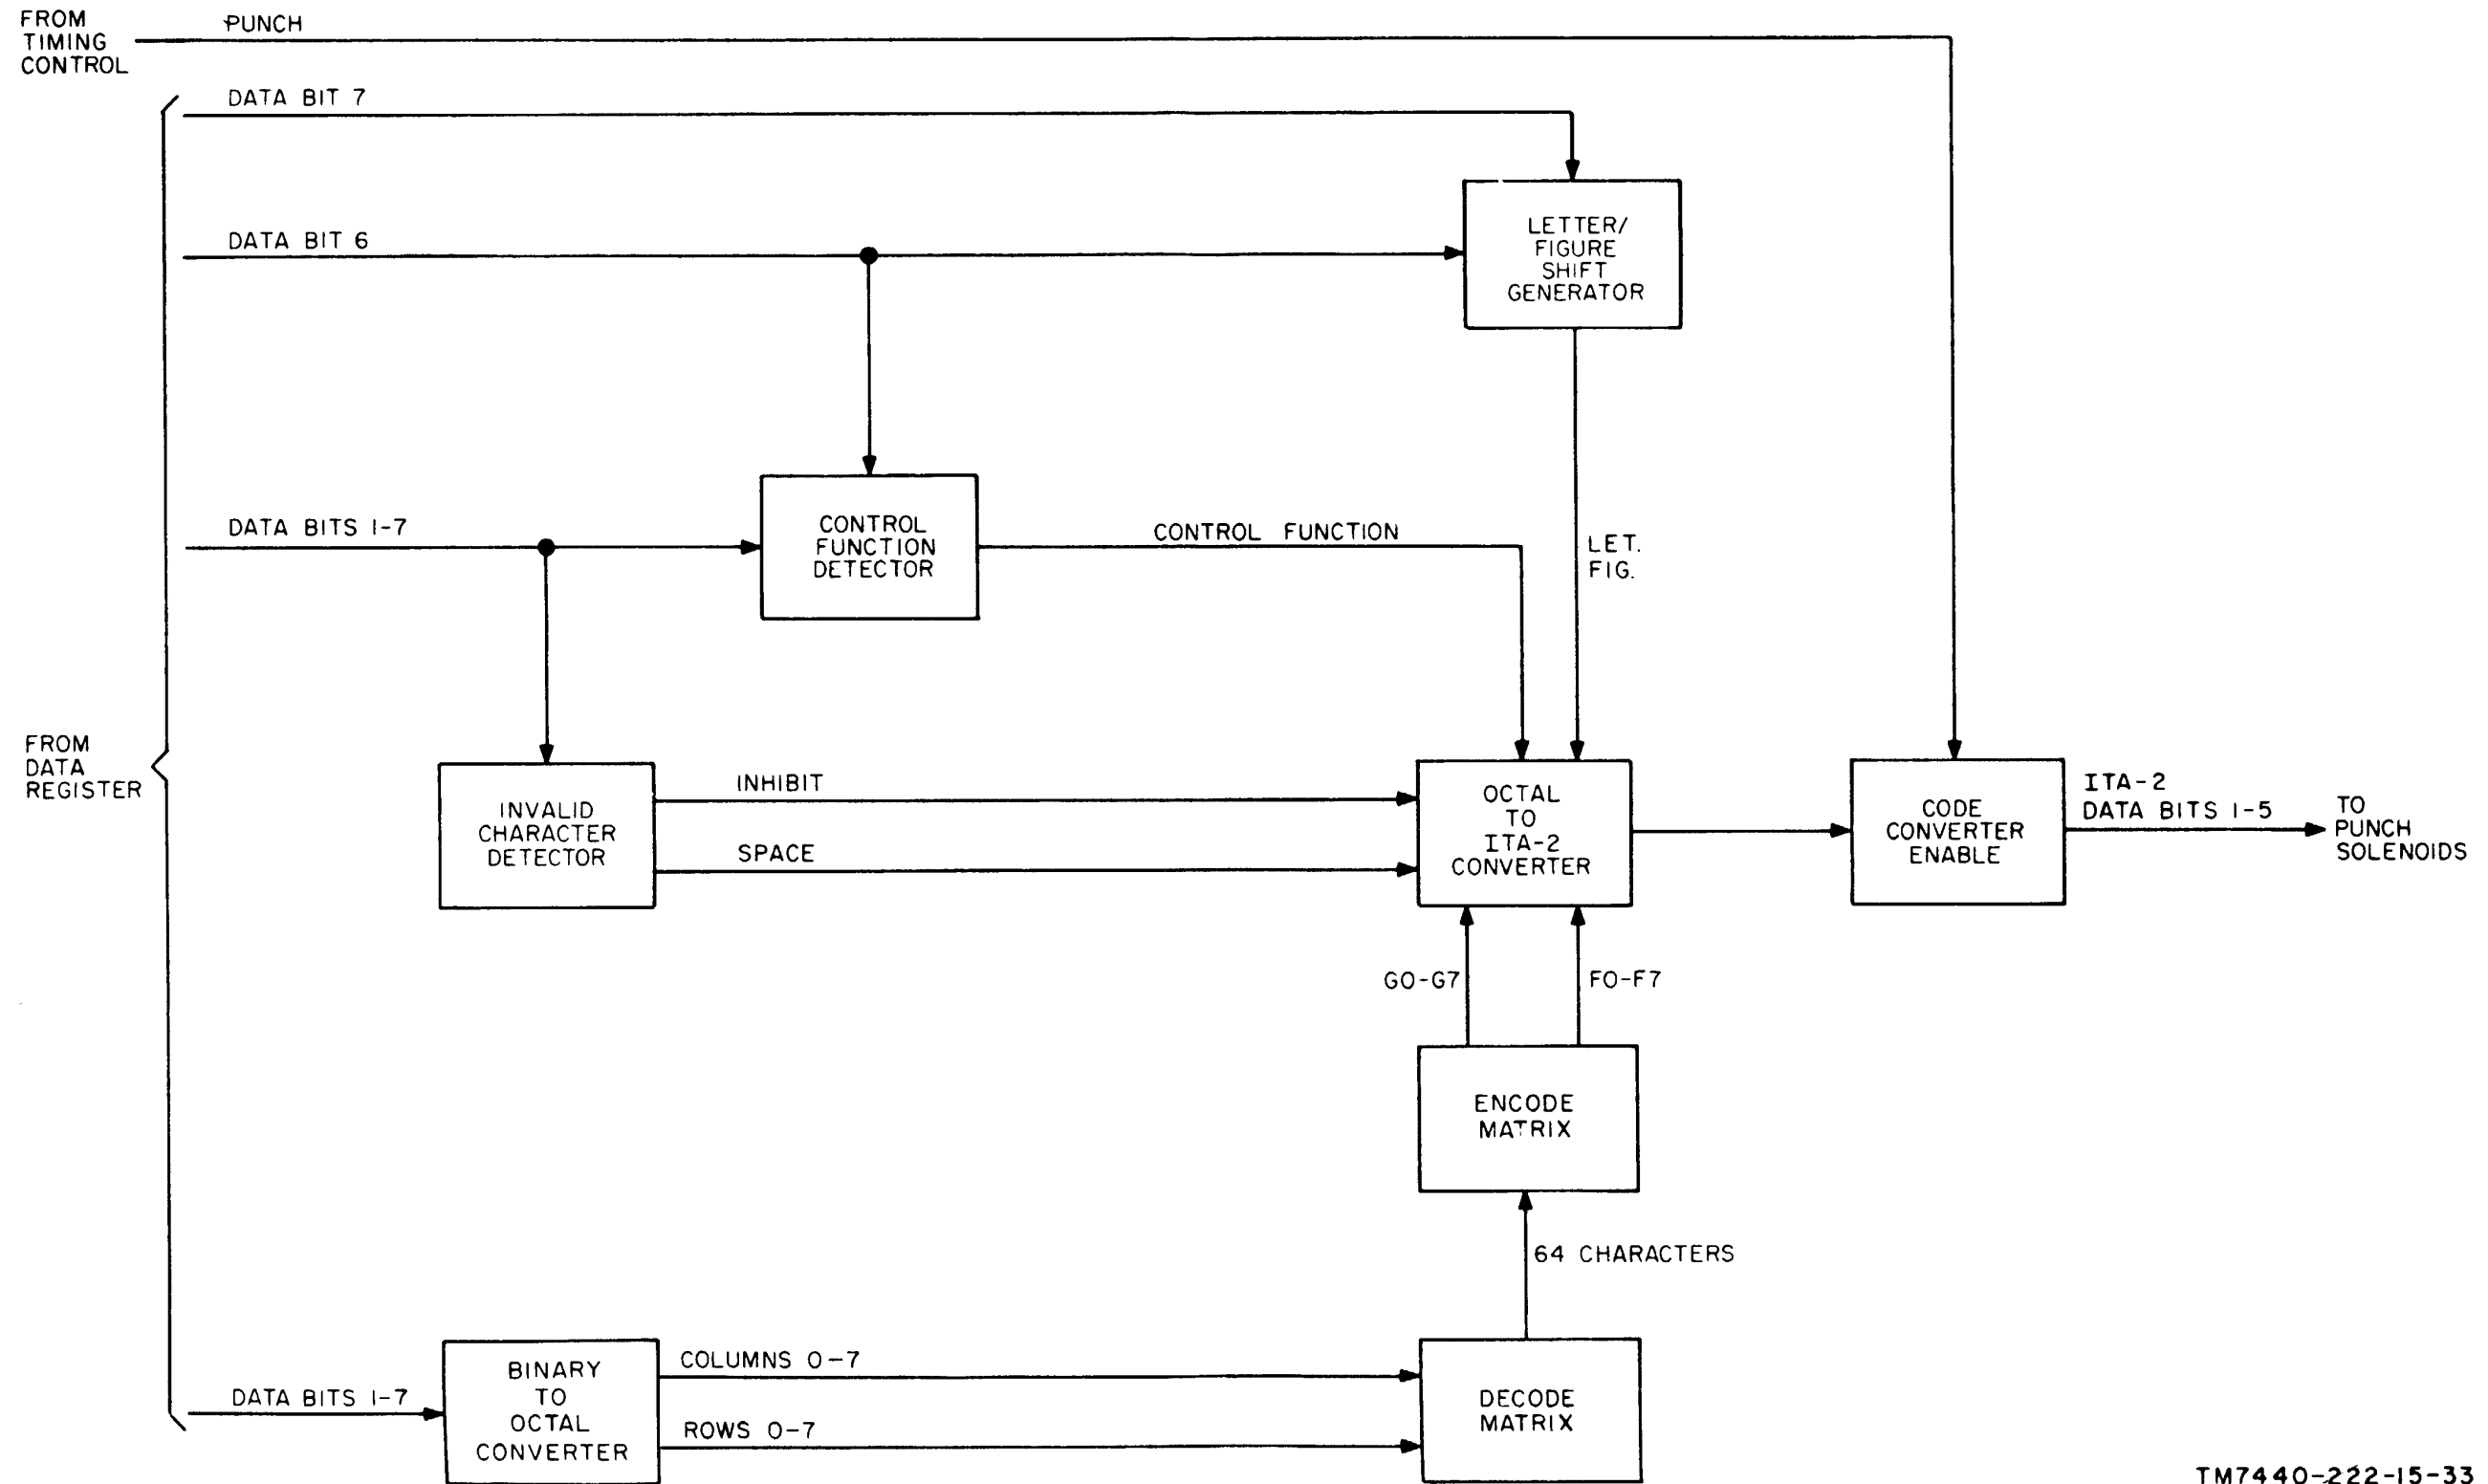 FROM
TIMING
CONTROL
PUNCH
DATA BIT 7
DATA BIT 6
LETTER/
FIGURE
SHIFT
GENERATOR
DATA BITS 1-7
CONTROL
FUNCTION
DETECTOR
CONTROL FUNCTION
LET.
FIG.
FROM
DATA
REGISTER
INVALID
CHARACTER
DETECTOR
INHIBIT
SPACE
OCTAL
TO
ITA-2
CONVERTER
CODE
CONVERTER
ENABLE
ITA-2
DATA BITS 1-5
TO
PUNCH
SOLENOIDS
GO-G7
FO-F7
ENCODE
MATRIX
64 CHARACTERS
DATA BITS 1-7
BINARY
TO
OCTAL
CONVERTER
COLUMNS 0-7
ROWS 0-7
DECODE
MATRIX
TM7440-222-15-33